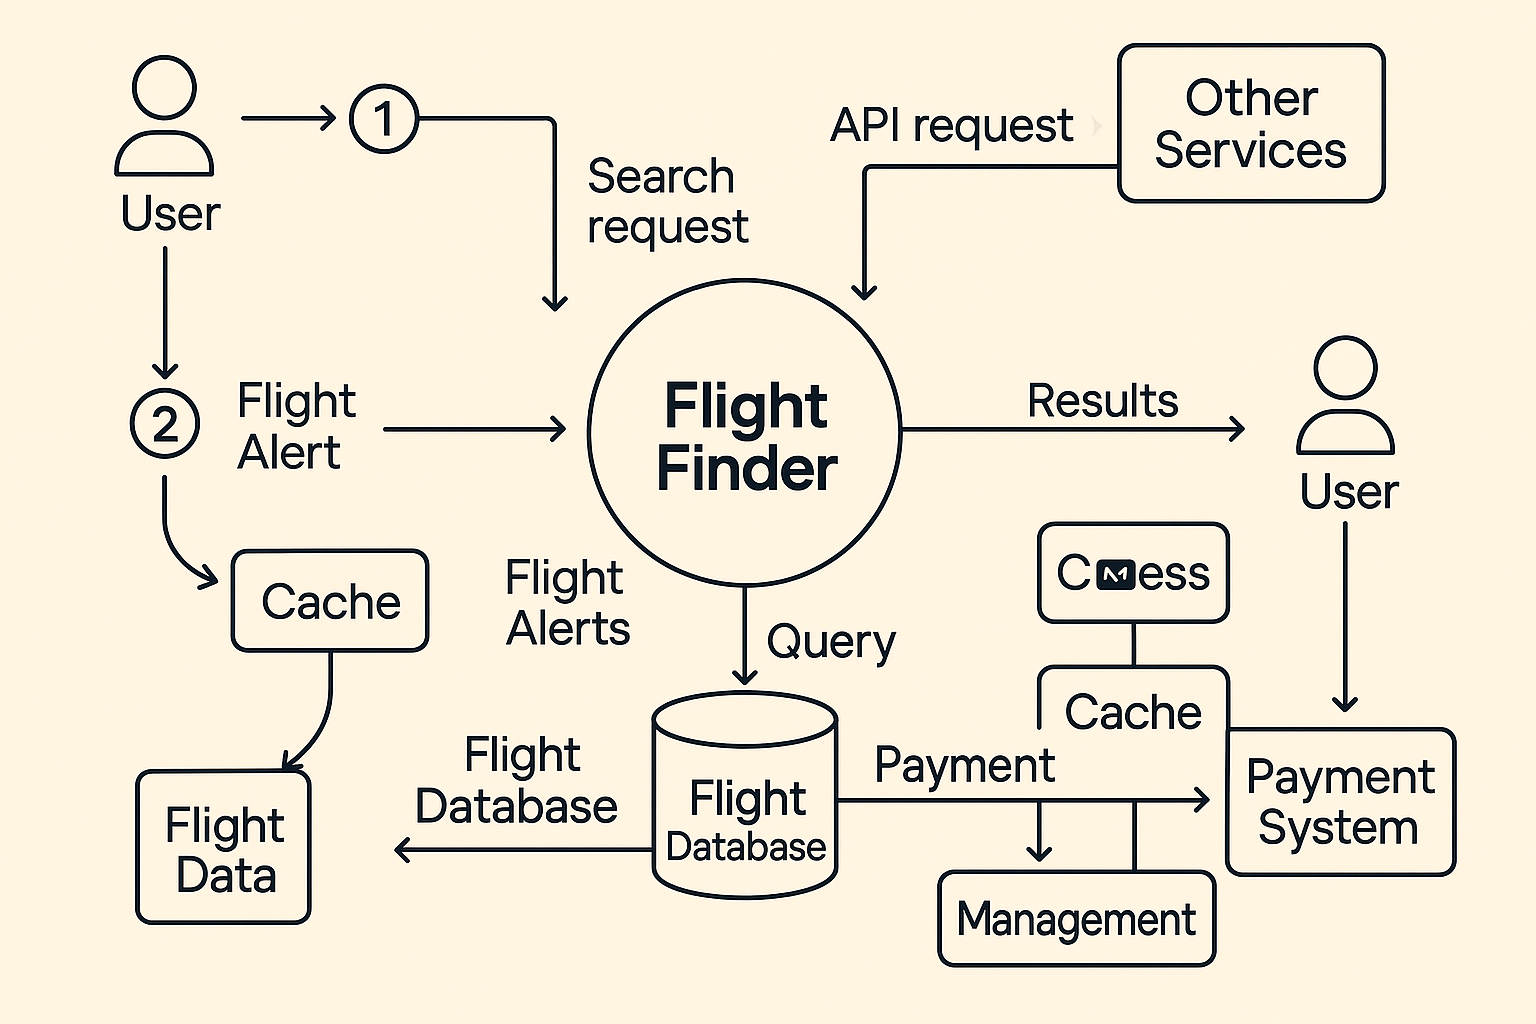 1
User
Search
request
API request
Other
Services
2
Flight
Alert
Flight
Finder
Results
User
Cache
Flight
Alerts
Query
Cache
Flight
Database
Flight
Database
Payment
Payment
System
Flight
Data
Management